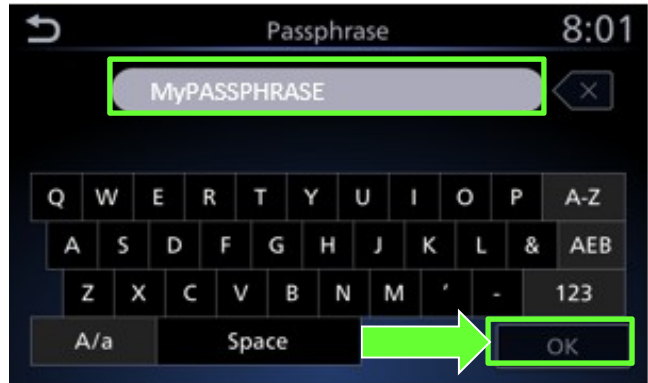 Passphrase 8:01
MyPASSPHRASE
Q W E R T Y U I O P A-Z
A S D F G H J K L & AEB
Z X C V B N M ' - 123
A/a Space OK